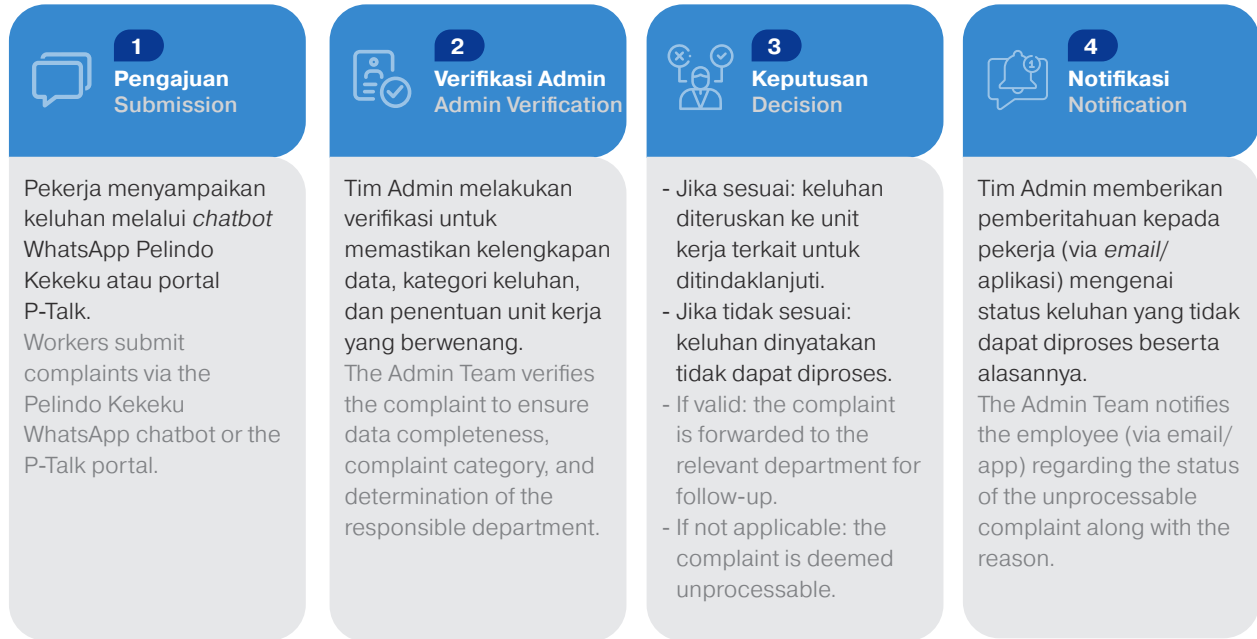 1
Pengajuan
Submission
Pekerja menyampaikan
keluhan melalui chatbot
WhatsApp Pelindo
Kekeku atau portal
P-Talk.
Workers submit
complaints via the
Pelindo Kekeku
WhatsApp chatbot or the
P-Talk portal.
2
Verifikasi Admin
Admin Verification
Tim Admin melakukan
verifikasi untuk
memastikan kelengkapan
data, kategori keluhan,
dan penentuan unit kerja
yang berwenang.
The Admin Team verifies
the complaint to ensure
data completeness,
complaint category, and
determination of the
responsible department.
3
Keputusan
Decision
- Jika sesuai: keluhan
diteruskan ke unit
kerja terkait untuk
ditindaklanjuti.
- Jika tidak sesuai:
keluhan dinyatakan
tidak dapat diproses.
- If valid: the complaint
is forwarded to the
relevant department for
follow-up.
- If not applicable: the
complaint is deemed
unprocessable.
1
4
Notifikasi
Notification
Tim Admin memberikan
pemberitahuan kepada
pekerja (via email/
aplikasi) mengenai
status keluhan yang tidak
dapat diproses beserta
alasannya.
The Admin Team notifies
the employee (via email/
app) regarding the status
of the unprocessable
complaint along with the
reason.